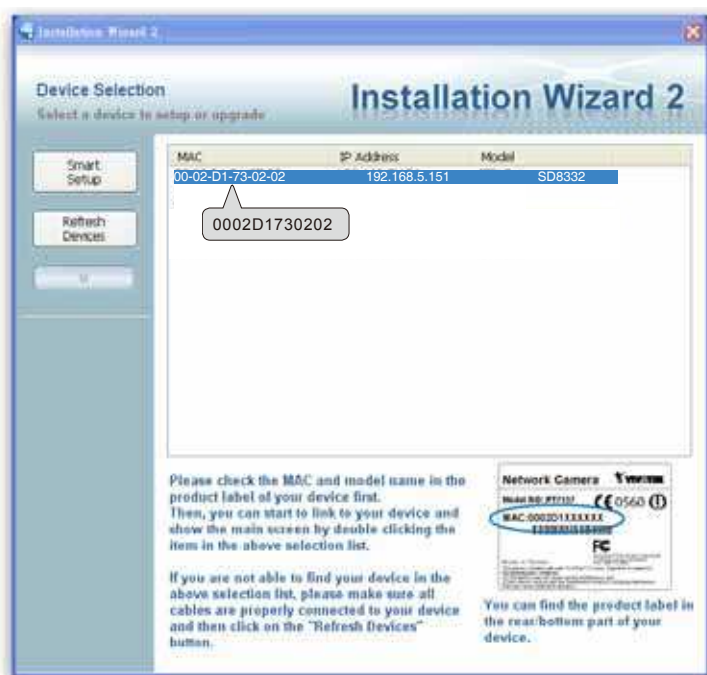 Installation Wizard 2
Device Selection
Select a device to setup or upgrade
Installation Wizard 2
Smart
Setup
Refresh
Devices
MAC IP Address Model
00-02-D1-73-02-02 192.168.5.151 SD8332
0002D1730202
Please check the MAC and model name in the
product label of your device first.
Then, you can start to link to your device and
show the main screen by double clicking the
item in the above selection list.
If you are not able to find your device in the
above selection list, please make sure all
cables are properly connected to your device
and then click on the "Refresh Devices"
button.
Network Camera VIVOTEK
MAC:0002D1XXXXXX
CE 0560
FC
You can find the product label in
the rear/bottom part of your
device.